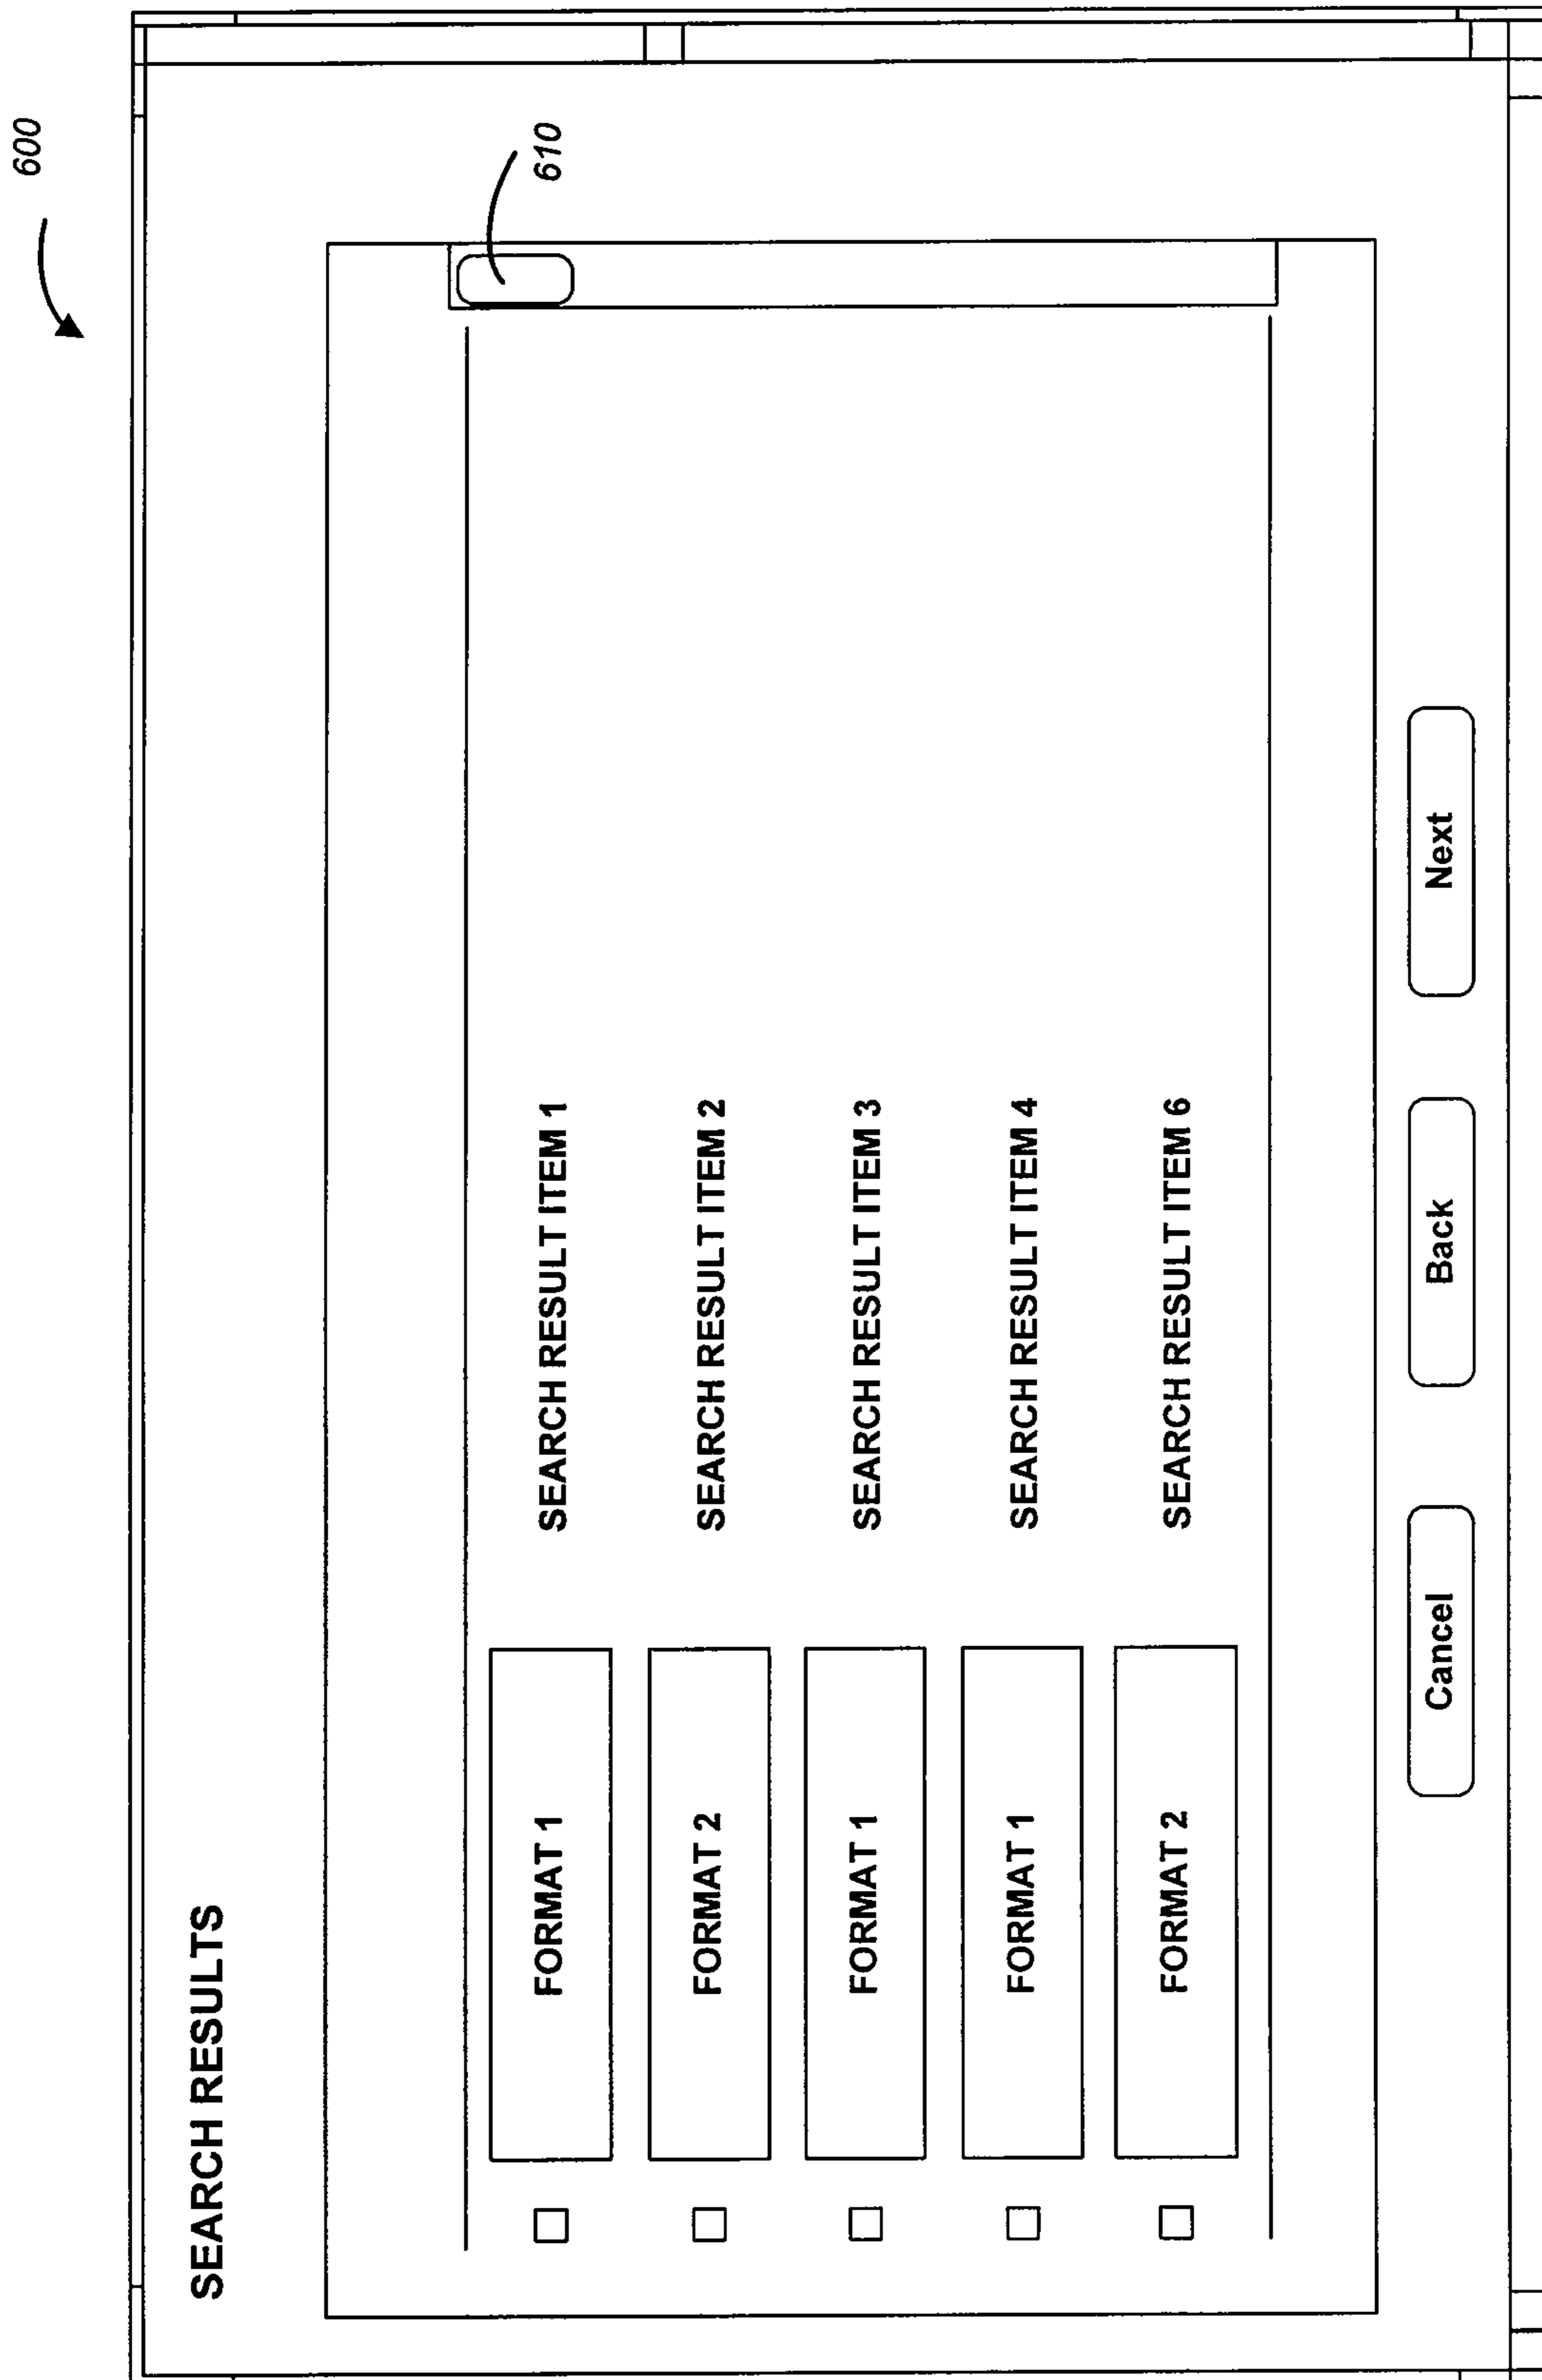 600
SEARCH RESULTS
610
FORMAT 1 SEARCH RESULT ITEM 1
FORMAT 2 SEARCH RESULT ITEM 2
FORMAT 1 SEARCH RESULT ITEM 3
FORMAT 1 SEARCH RESULT ITEM 4
FORMAT 2 SEARCH RESULT ITEM 6
Cancel Back Next